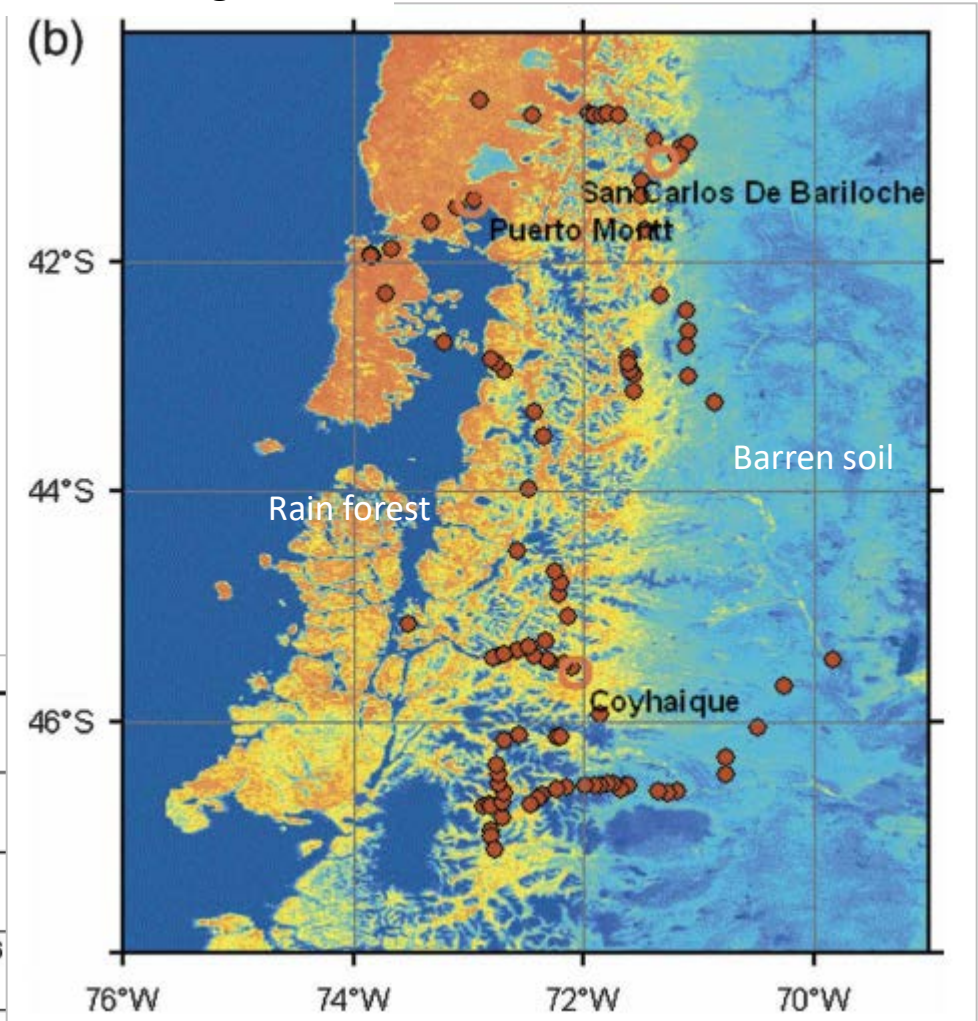 (b)
San Carlos De Bariloche
Puerto Montt
42°S
Barren soil
44°S
Rain forest
Coyhaique
46°S
76°W 74°W 72°W 70°W